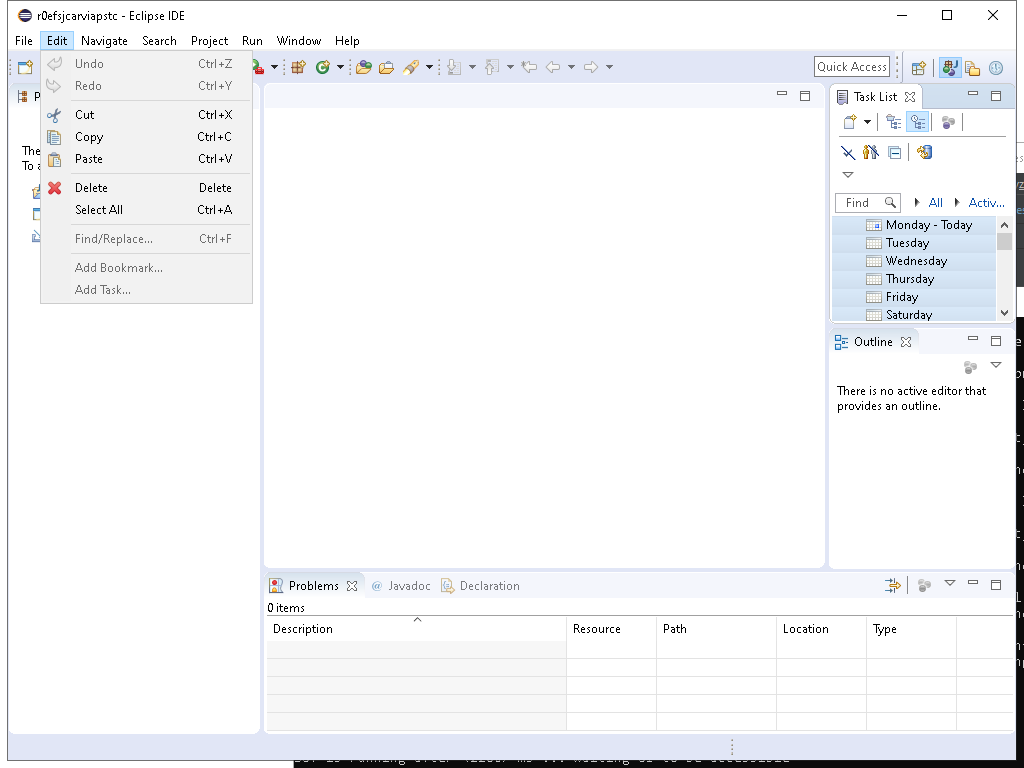 r0efsjcarviapstc - Eclipse IDE
File Edit Navigate Search Project Run Window Help
Undo Ctrl+Z
Redo Ctrl+Y
Cut Ctrl+X
Copy Ctrl+C
Paste Ctrl+V
Delete Delete
Select All Ctrl+A
Find/Replace... Ctrl+F
Add Bookmark...
Add Task...
Quick Access
Task List
Find All Activ...
Monday - Today
Tuesday
Wednesday
Thursday
Friday
Saturday
Outline
There is no active editor that
provides an outline.
Problems @ Javadoc Declaration
0 items
Description Resource Path Location Type